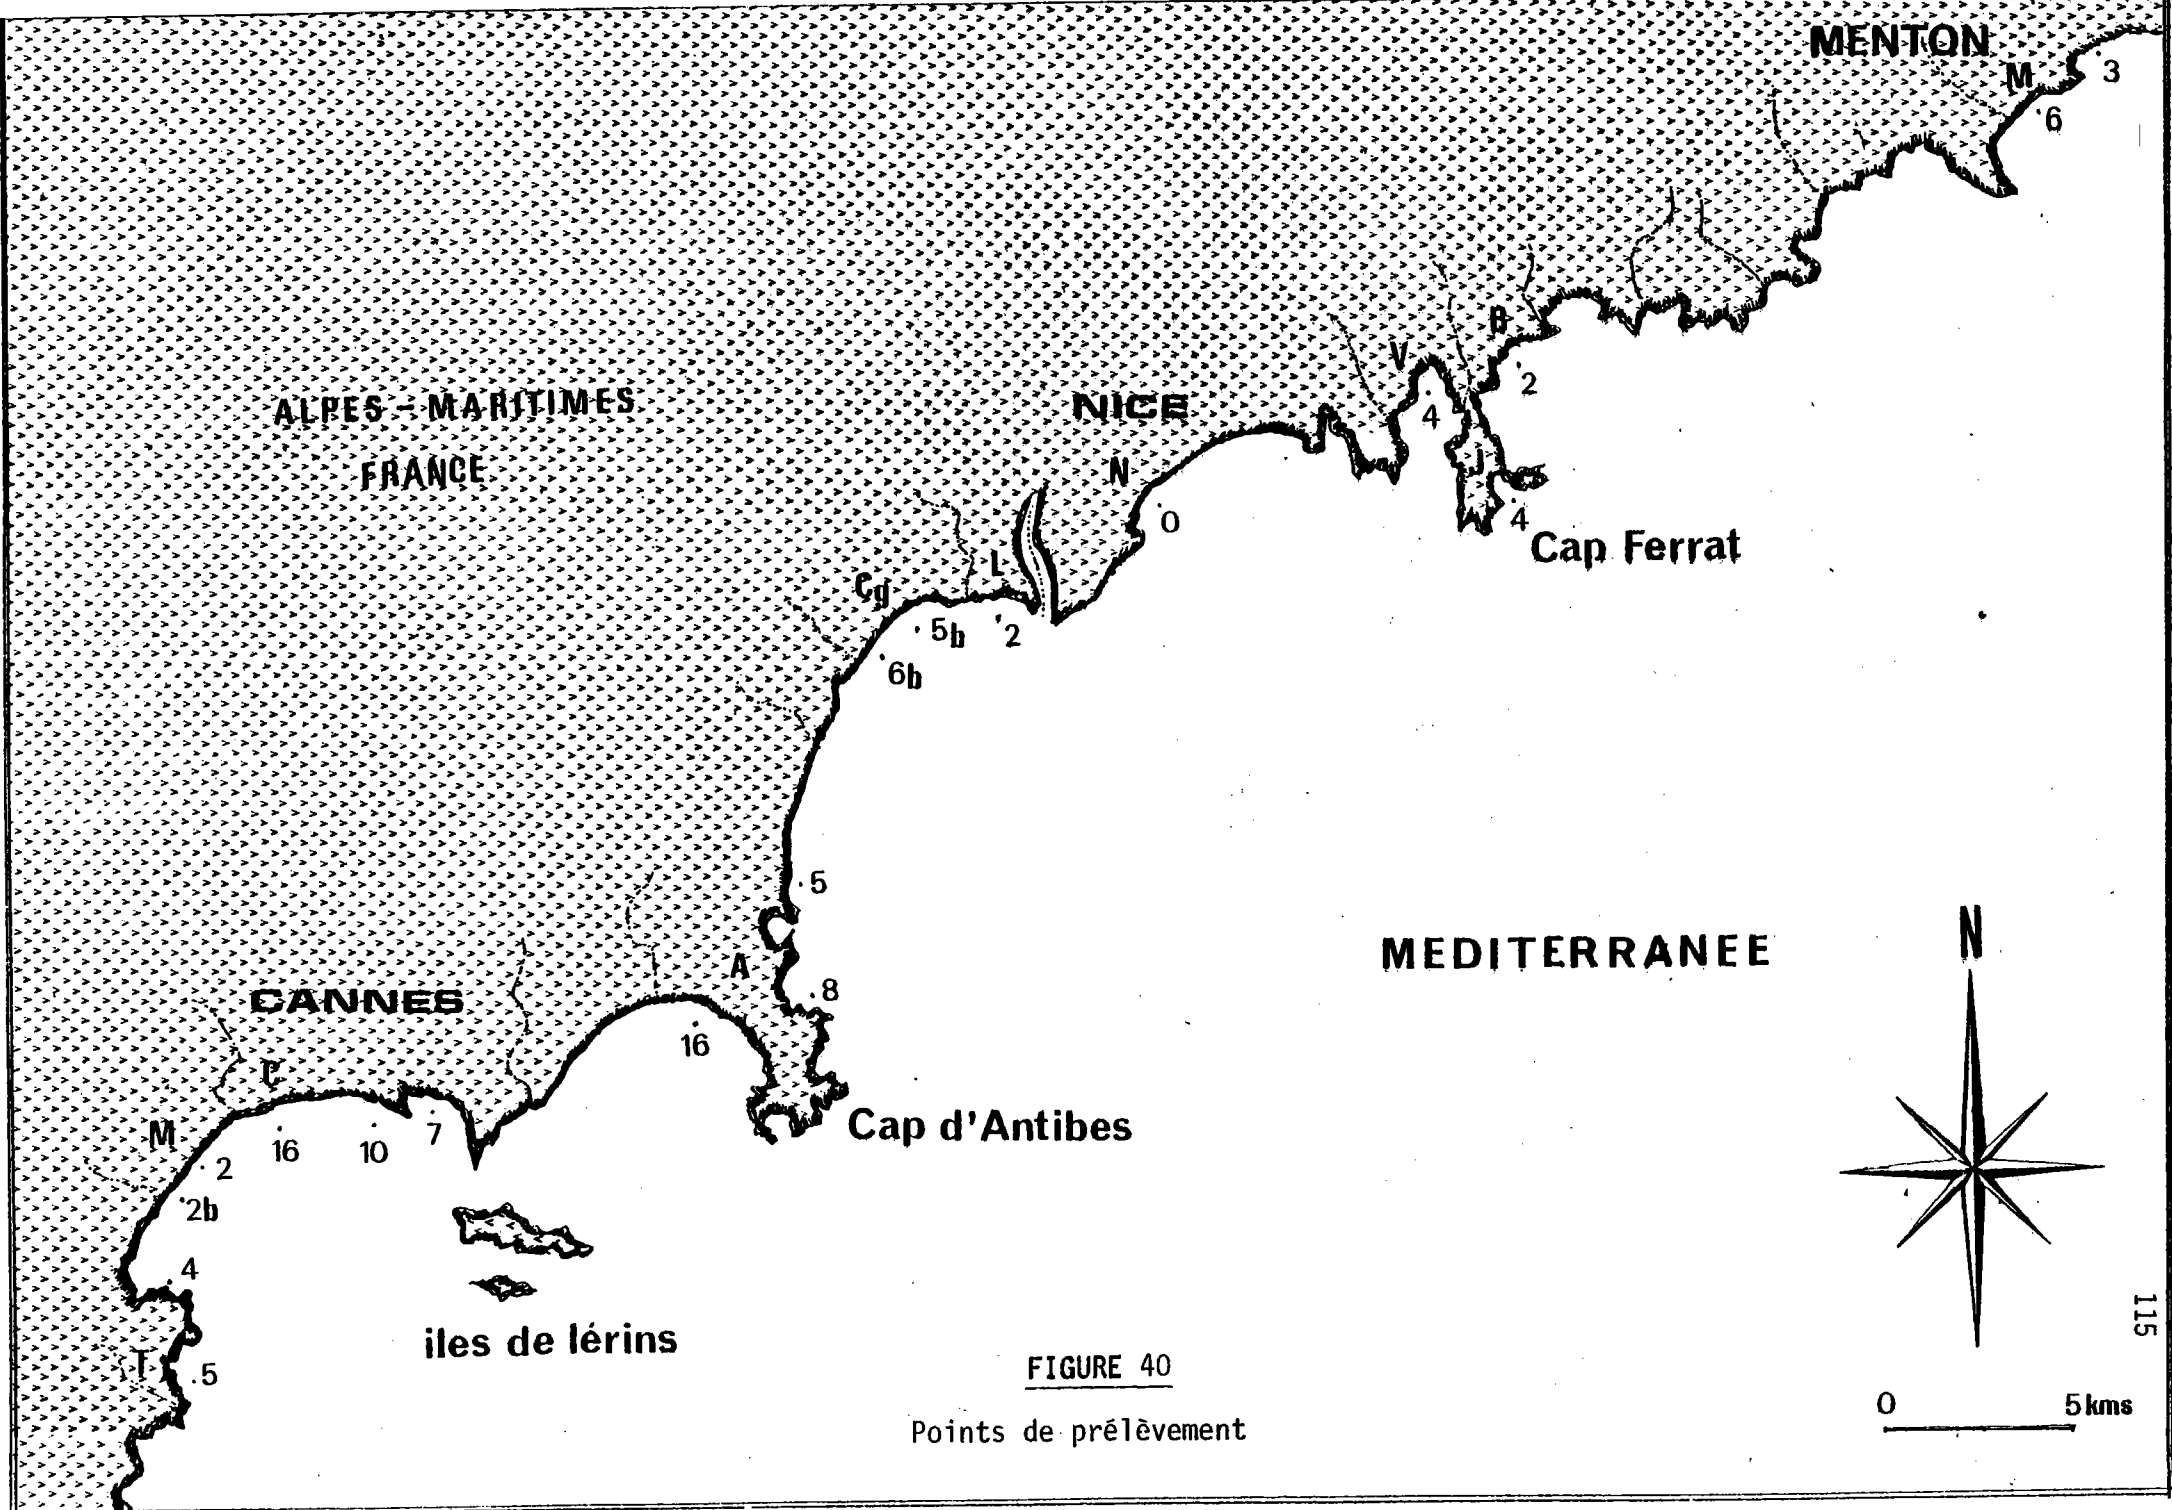 MENTON
M
3
6
B
V
2
ALPES - MARITIMES
NICE
4
FRANCE
N
J
0
4
Cap Ferrat
L
Cg
5b
2
6b
5
MEDITERRANEE
N
A
8
CANNES
16
C
Cap d'Antibes
M
16
10
7
2
2b
4
115
iles de lérins
T
5
FIGURE 40
0 5 kms
Points de prélèvement